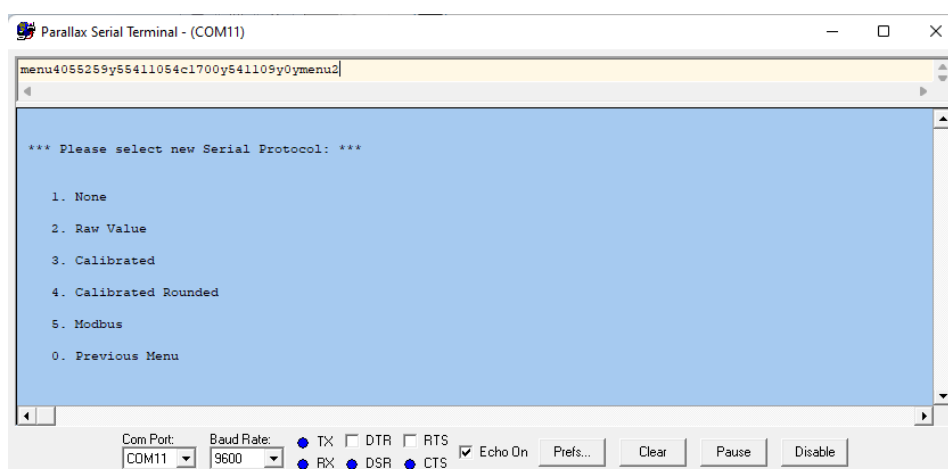 Parallax Serial Terminal - (COM11)
menu4055259y55411054c1700y541109y0ymenu2
*** Please select new Serial Protocol: ***
1. None
2. Raw Value
3. Calibrated
4. Calibrated Rounded
5. Modbus
0. Previous Menu
Com Port: Baud Rate: TX DTR RTS
COM11 9600 RX DSR CTS Echo On Prefs... Clear Pause Disable